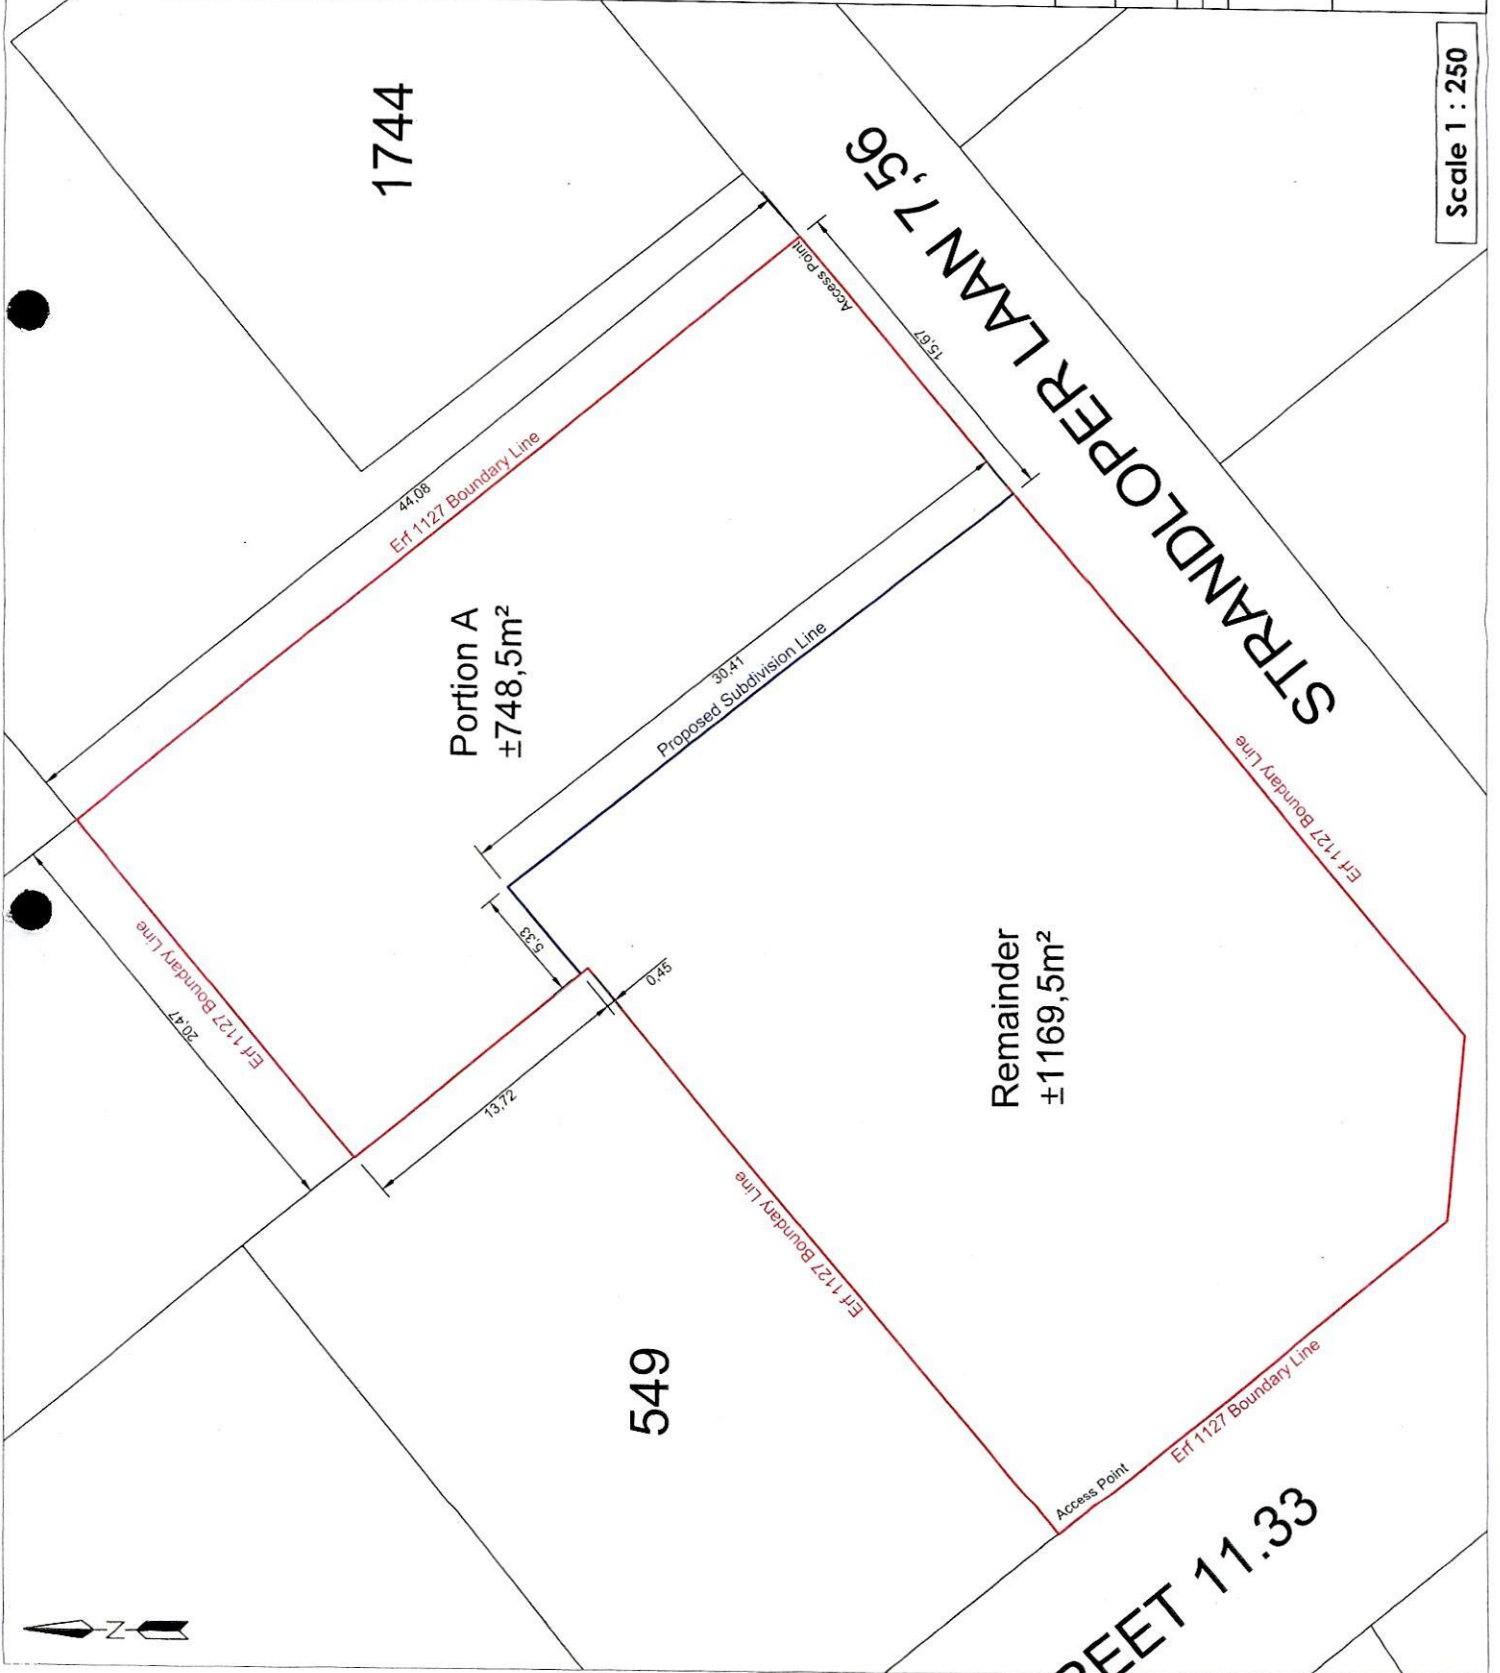 1744
Scale 1 : 250
STRANDLOPER LAAN 7,56
Access Point
15,67
44,08
Erf 1127 Boundary Line
Portion A
±748,5m²
30,41
Proposed Subdivision Line
Erf 1127 Boundary Line
20,47
5,33
0,45
13,72
Erf 1127 Boundary Line
Remainder
±1169,5m²
Erf 1127 Boundary Line
549
Access Point
Erf 1127 Boundary Line
REET 11.33
N